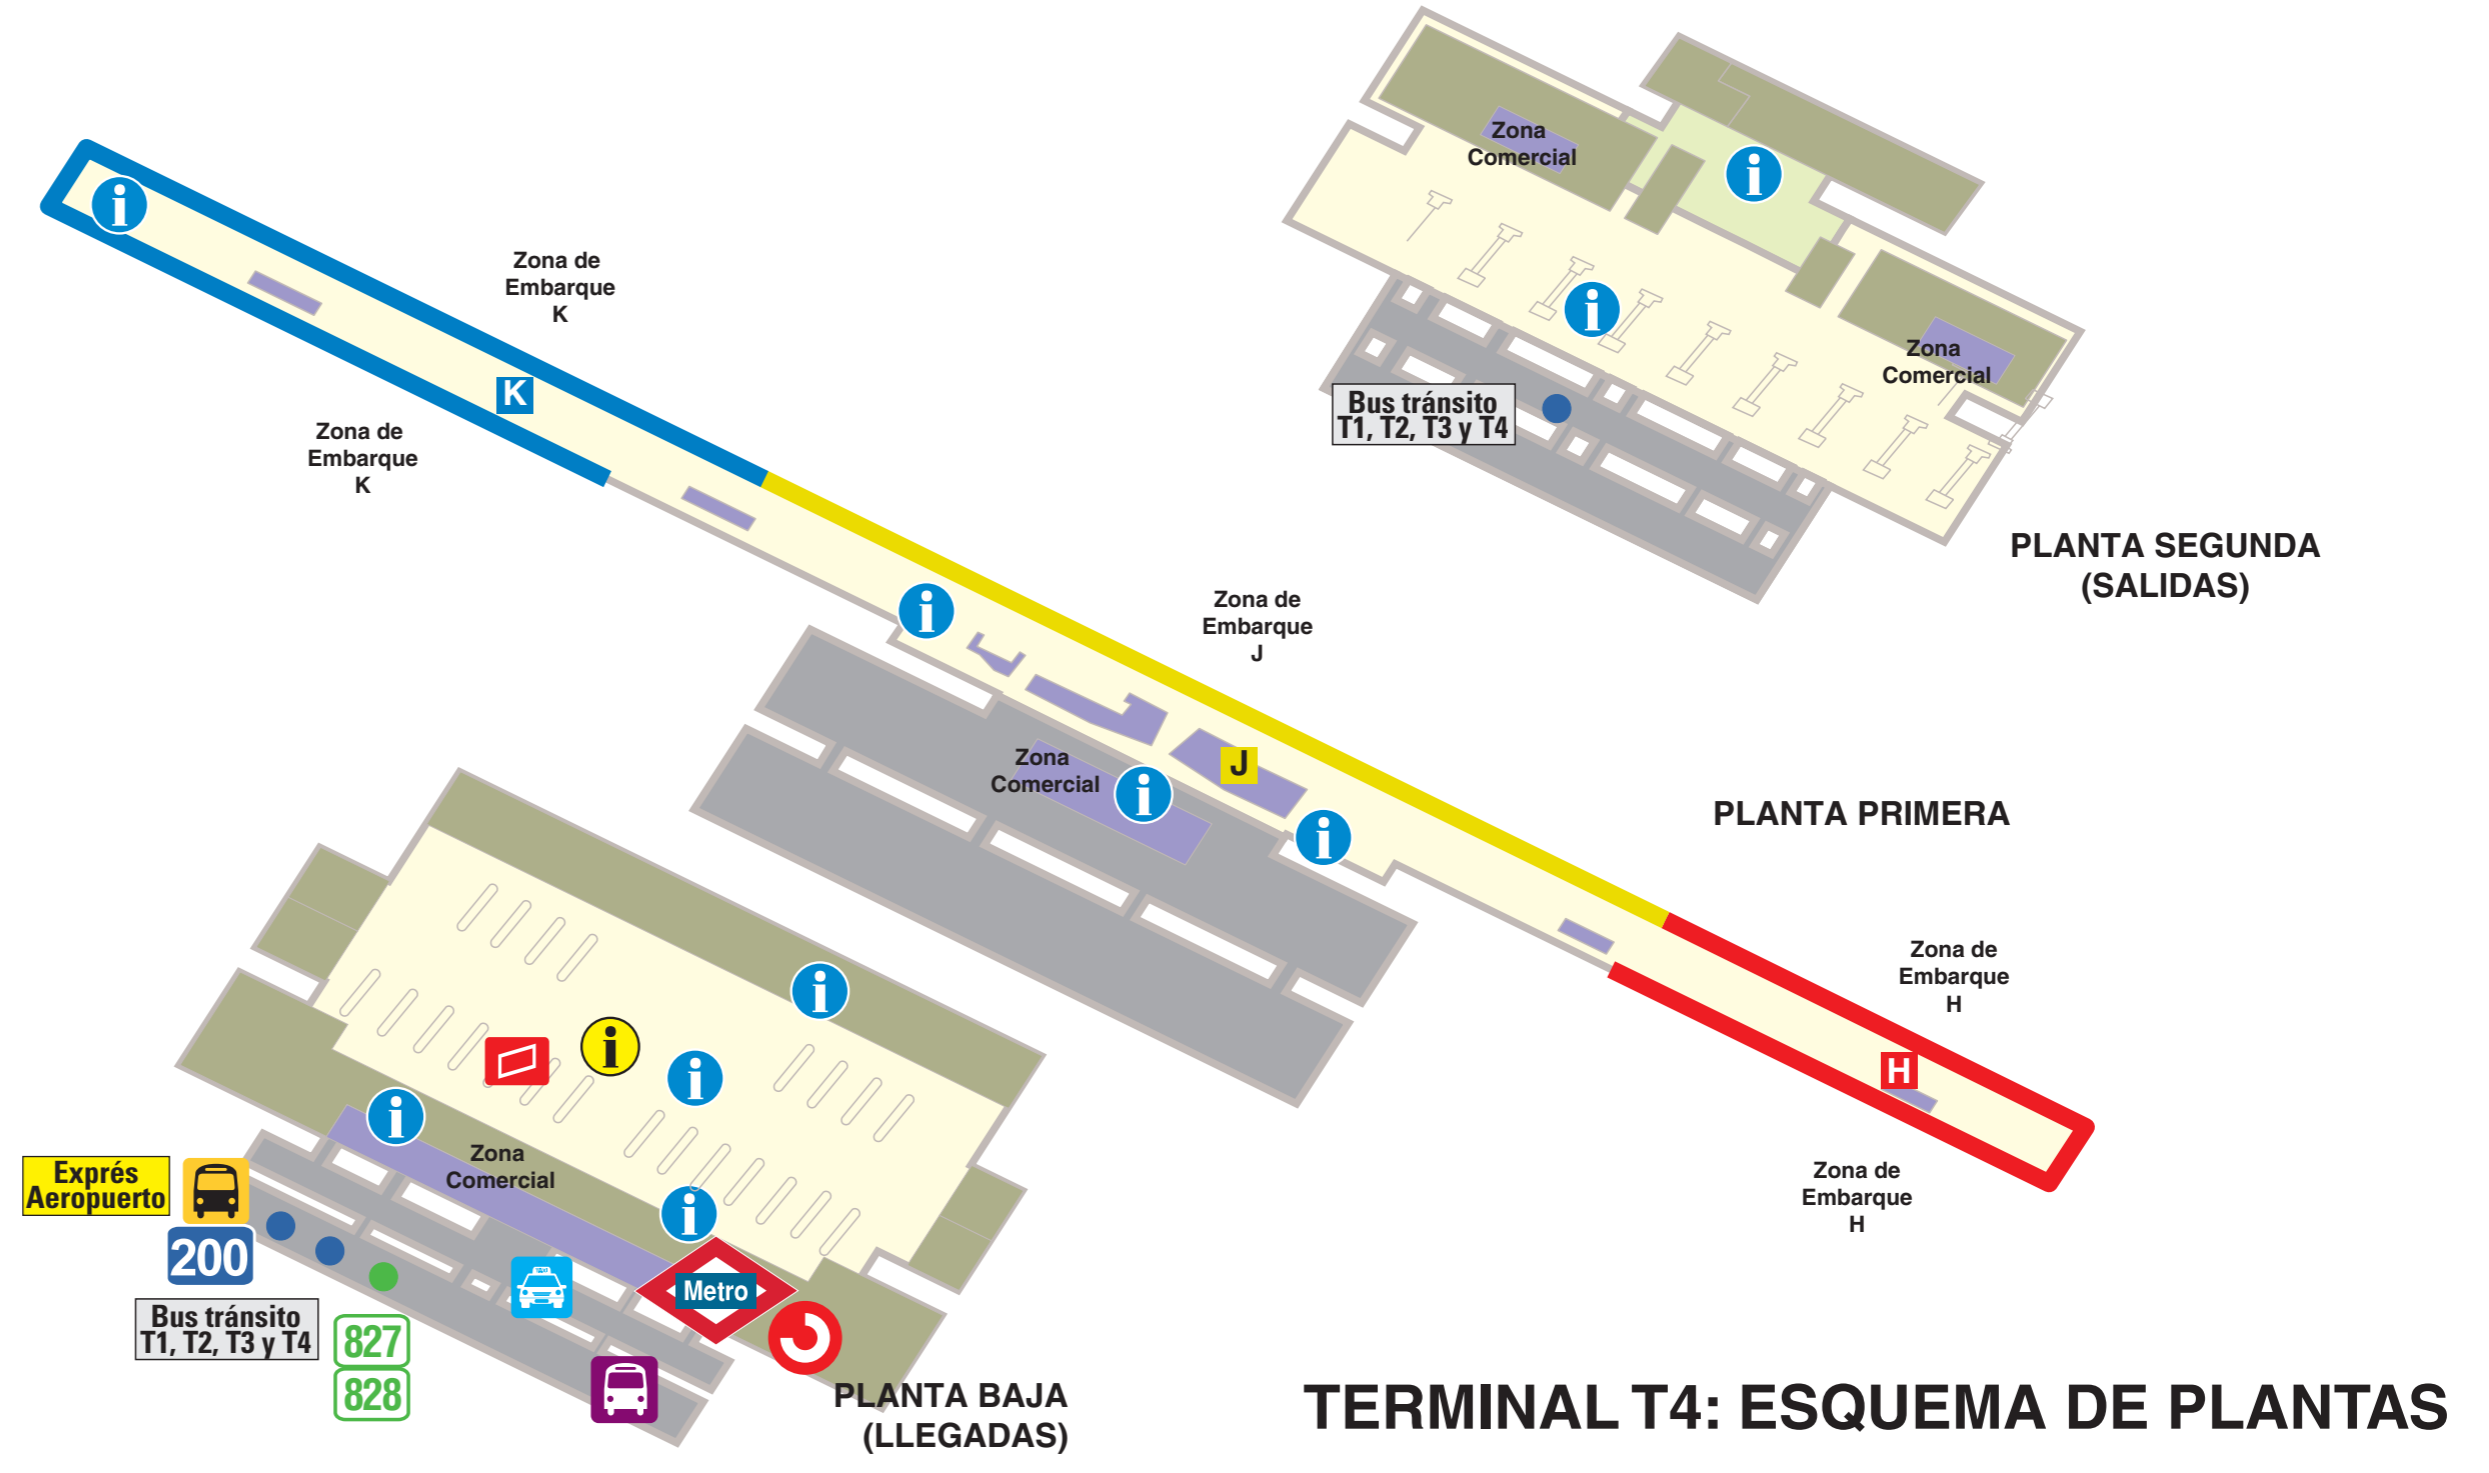 Zona
Comercial
i
i
Zona
Comercial
Bus tránsito
T1, T2, T3 y T4
PLANTA SEGUNDA
(SALIDAS)
i
Zona de
Embarque
K
K
Zona de
Embarque
K
i
Zona de
Embarque
J
J
Zona
Comercial
i
i
PLANTA PRIMERA
Zona de
Embarque
H
H
Zona de
Embarque
H
i
i
i
i
Zona
Comercial
i
Exprés
Aeropuerto
200
Bus tránsito
T1, T2, T3 y T4
827
828
TAXI
Metro
PLANTA BAJA
(LLEGADAS)
TERMINAL T4: ESQUEMA DE PLANTAS